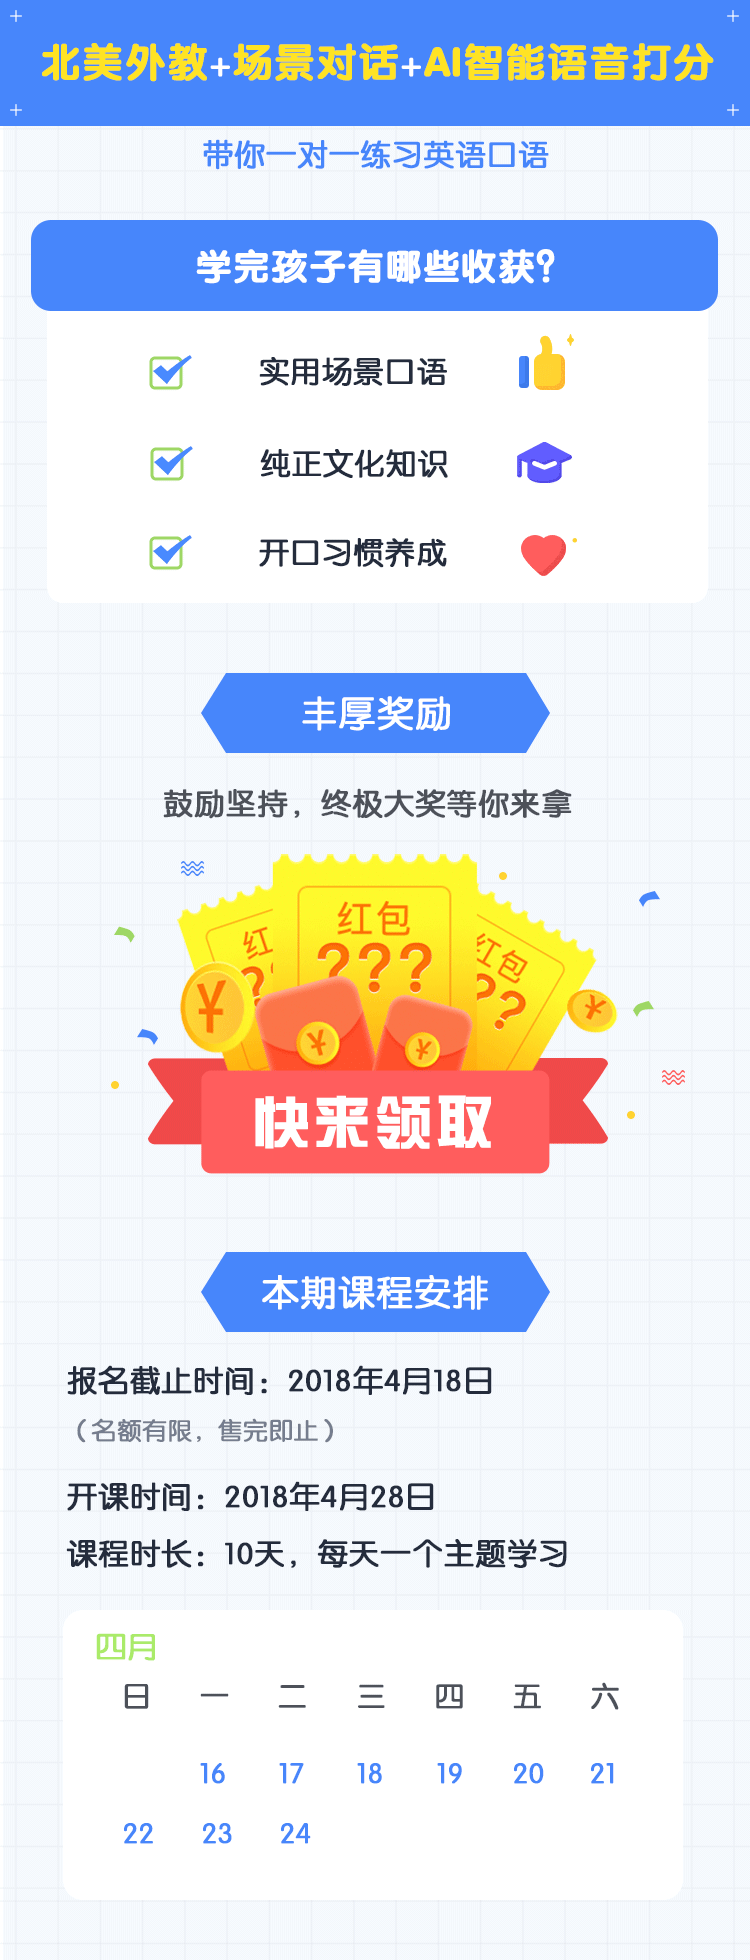 北美外教+场景对话+AI智能语音打分
带你一对一练习英语口语
学完孩子有哪些收获?
实用场景口语
纯正文化知识
开口习惯养成
丰厚奖励
鼓励坚持，终极大奖等你来拿
红包
???
红
??
红包
??
¥
¥
¥
¥
快来领取
本期课程安排
报名截止时间：2018年4月18日
（名额有限，售完即止）
开课时间：2018年4月28日
课程时长：10天，每天一个主题学习
四月
日 一 二 三 四 五 六
16 17 18 19 20 21
22 23 24